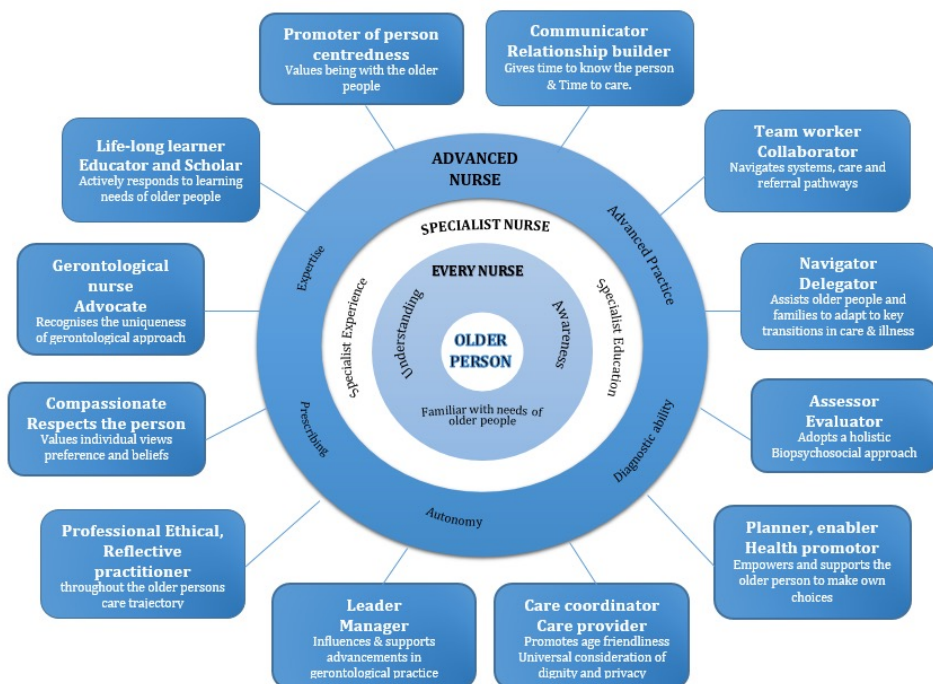 Promoter of person
centredness
Values being with the older
people
Communicator
Relationship builder
Gives time to know the person
& Time to care.
Life-long learner
Educator and Scholar
Actively responds to learning
needs of older people
Team worker
Collaborator
Navigates systems, care and
referral pathways
Gerontological
nurse
Advocate
Recognises the uniqueness
of gerontological approach
Navigator
Delegator
Assists older people and
families to adapt to key
transitions in care & illness
Compassionate
Respects the person
Values individual views
preference and beliefs
Assessor
Evaluator
Adopts a holistic
Biopsychosocial approach
Professional Ethical,
Reflective
practitioner
throughout the older persons
care trajectory
Planner, enabler
Health promotor
Empowers and supports the
older person to make own
choices
Leader
Manager
Influences & supports
advancements in
gerontological practice
Care coordinator
Care provider
Promotes age friendliness
Universal consideration of
dignity and privacy
ADVANCED
NURSE
Expertise
Advanced Practice
Prescribing
Diagnostic ability
Autonomy
SPECIALIST NURSE
Specialist Experience
Specialist Education
EVERY NURSE
Understanding
Awareness
Familiar with needs of
older people
OLDER
PERSON